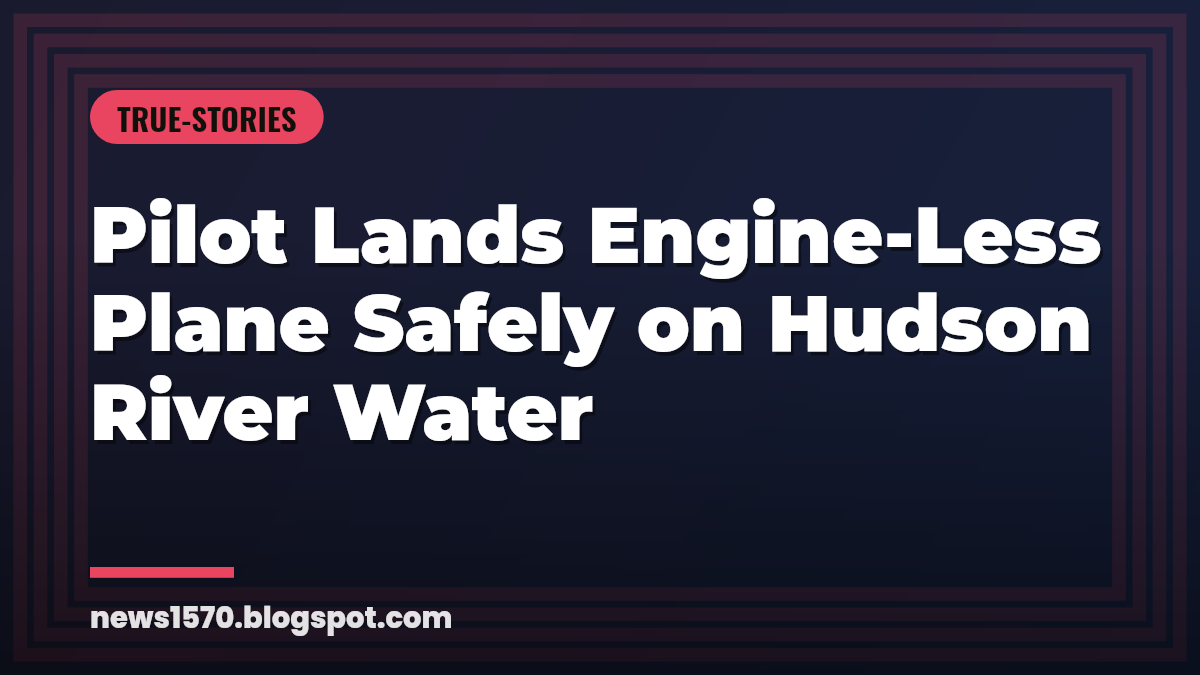 TRUE-STORIES
Pilot Lands Engine-Less
Plane Safely on Hudson
River Water
news1570.blogspot.com